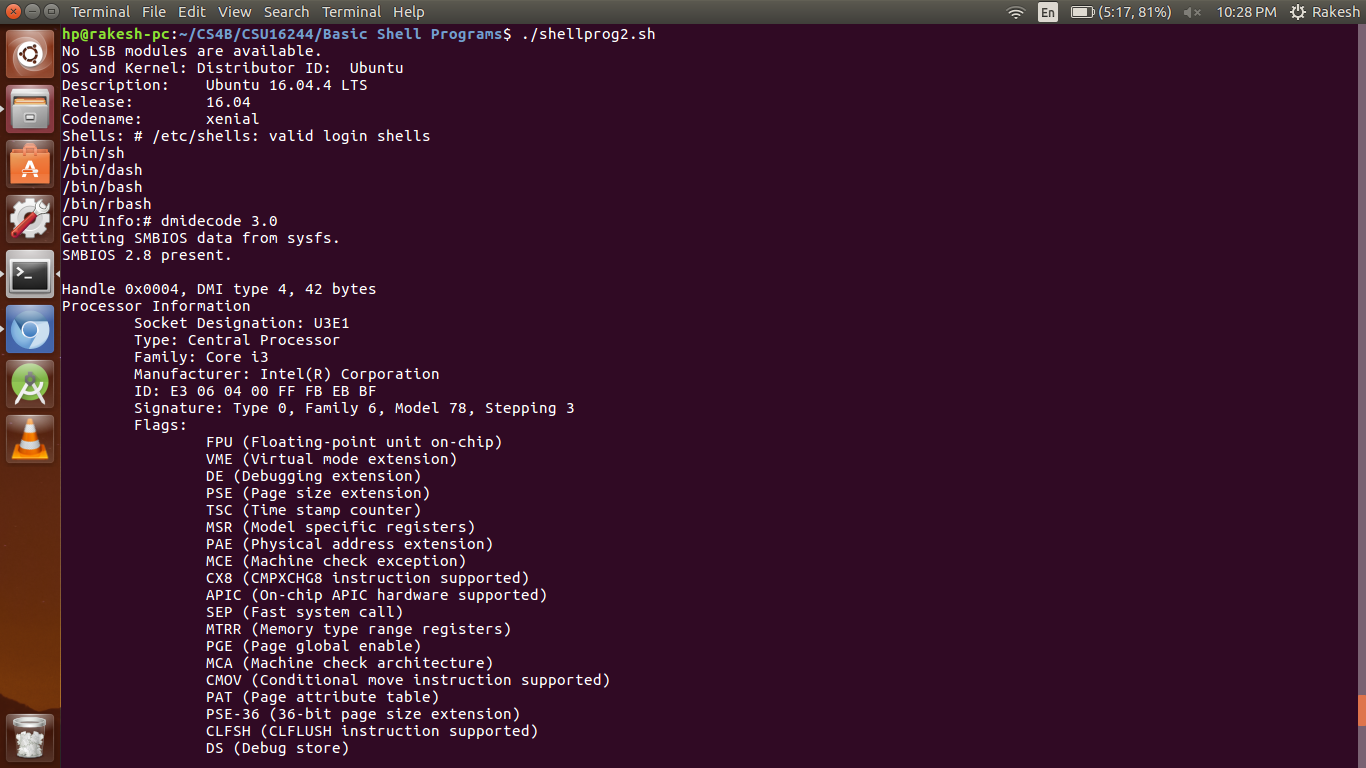 Terminal File Edit View Search Terminal Help En (5:17, 81%) 10:28 PM Rakesh
hp@rakesh-pc:~/CS4B/CSU16244/Basic Shell Programs$ ./shellprog2.sh
No LSB modules are available.
OS and Kernel: Distributor ID:  Ubuntu
Description:    Ubuntu 16.04.4 LTS
Release:        16.04
Codename:       xenial
Shells: # /etc/shells: valid login shells
/bin/sh
/bin/dash
/bin/bash
/bin/rbash
CPU Info:# dmidecode 3.0
Getting SMBIOS data from sysfs.
SMBIOS 2.8 present.

Handle 0x0004, DMI type 4, 42 bytes
Processor Information
        Socket Designation: U3E1
        Type: Central Processor
        Family: Core i3
        Manufacturer: Intel(R) Corporation
        ID: E3 06 04 00 FF FB EB BF
        Signature: Type 0, Family 6, Model 78, Stepping 3
        Flags:
                FPU (Floating-point unit on-chip)
                VME (Virtual mode extension)
                DE (Debugging extension)
                PSE (Page size extension)
                TSC (Time stamp counter)
                MSR (Model specific registers)
                PAE (Physical address extension)
                MCE (Machine check exception)
                CX8 (CMPXCHG8 instruction supported)
                APIC (On-chip APIC hardware supported)
                SEP (Fast system call)
                MTRR (Memory type range registers)
                PGE (Page global enable)
                MCA (Machine check architecture)
                CMOV (Conditional move instruction supported)
                PAT (Page attribute table)
                PSE-36 (36-bit page size extension)
                CLFSH (CLFLUSH instruction supported)
                DS (Debug store)